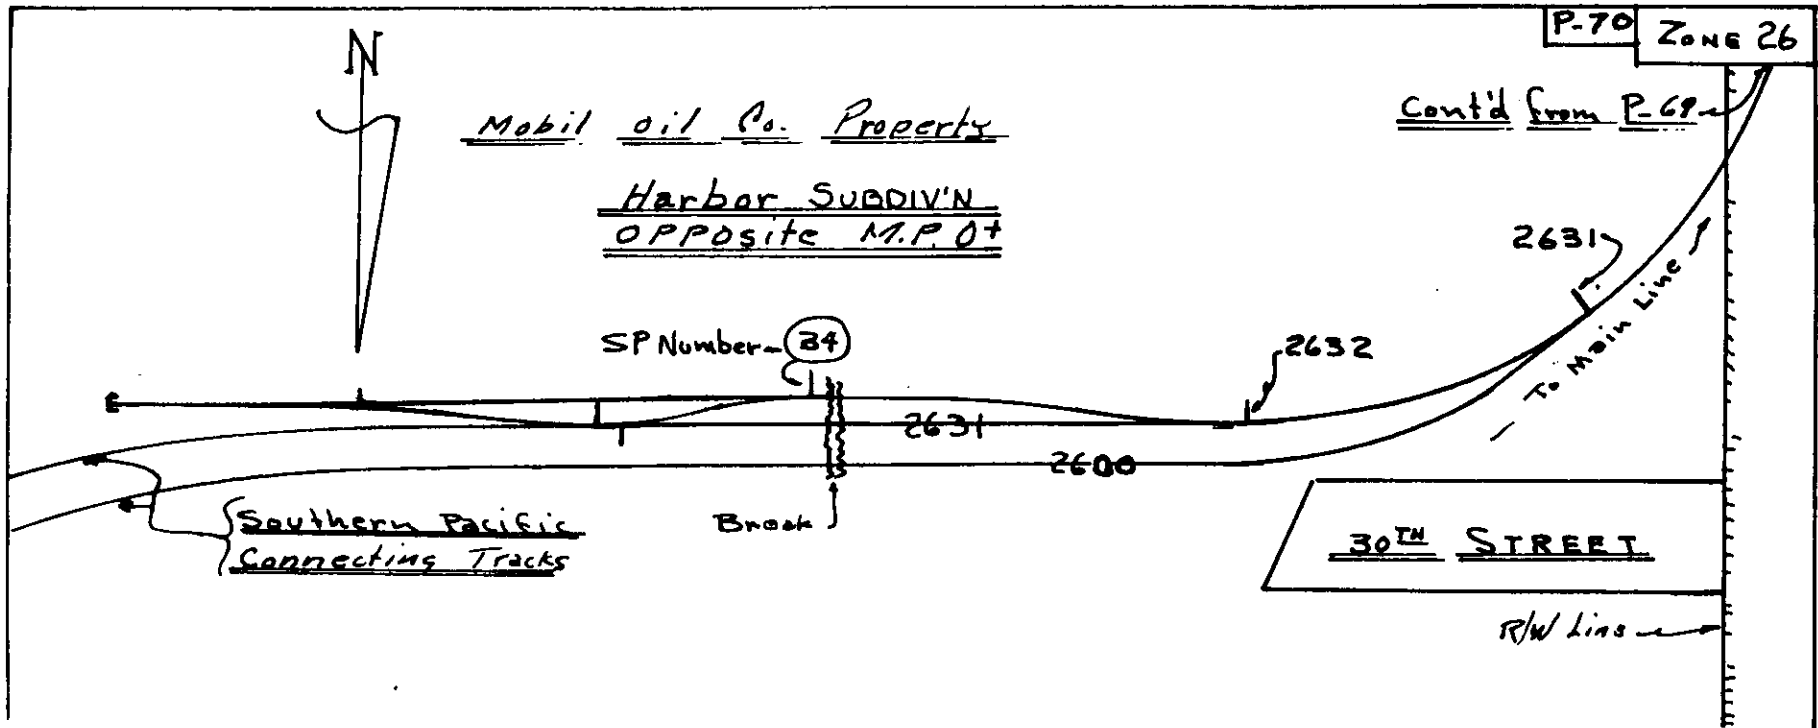 P-70
ZONE 26
N
Mobil oil Co. Property
Cont'd from P-69
Harbor SUBDIV'N
OPPosite M.P. 0+
2631
To Main Line
SP Number
34
2632
2631
2600
Southern Pacific
Connecting Tracks
Brook
30TH STREET
R/W Line